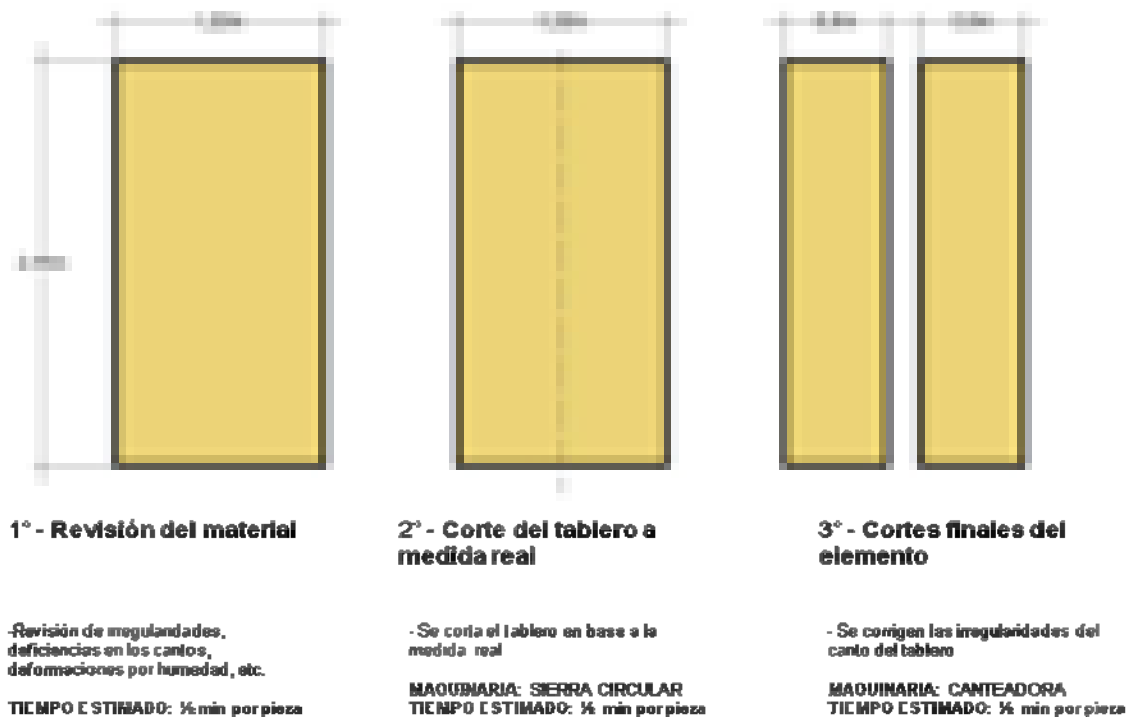 1° - Revisión del material
2° - Corte del tablero a
medida real
3° - Cortes finales del
elemento
-Revisión de irregularidades,
deficiencias en los cantos,
deformaciones por humedad, etc.
TIEMPO ESTIMADO: ½ min por pieza
- Se corta el tablero en base a la
medida real
MAQUINARIA: SIERRA CIRCULAR
TIEMPO ESTIMADO: ½ min por pieza
- Se corrigen las irregularidades del
canto del tablero
MAQUINARIA: CANTEADORA
TIEMPO ESTIMADO: ½ min por pieza